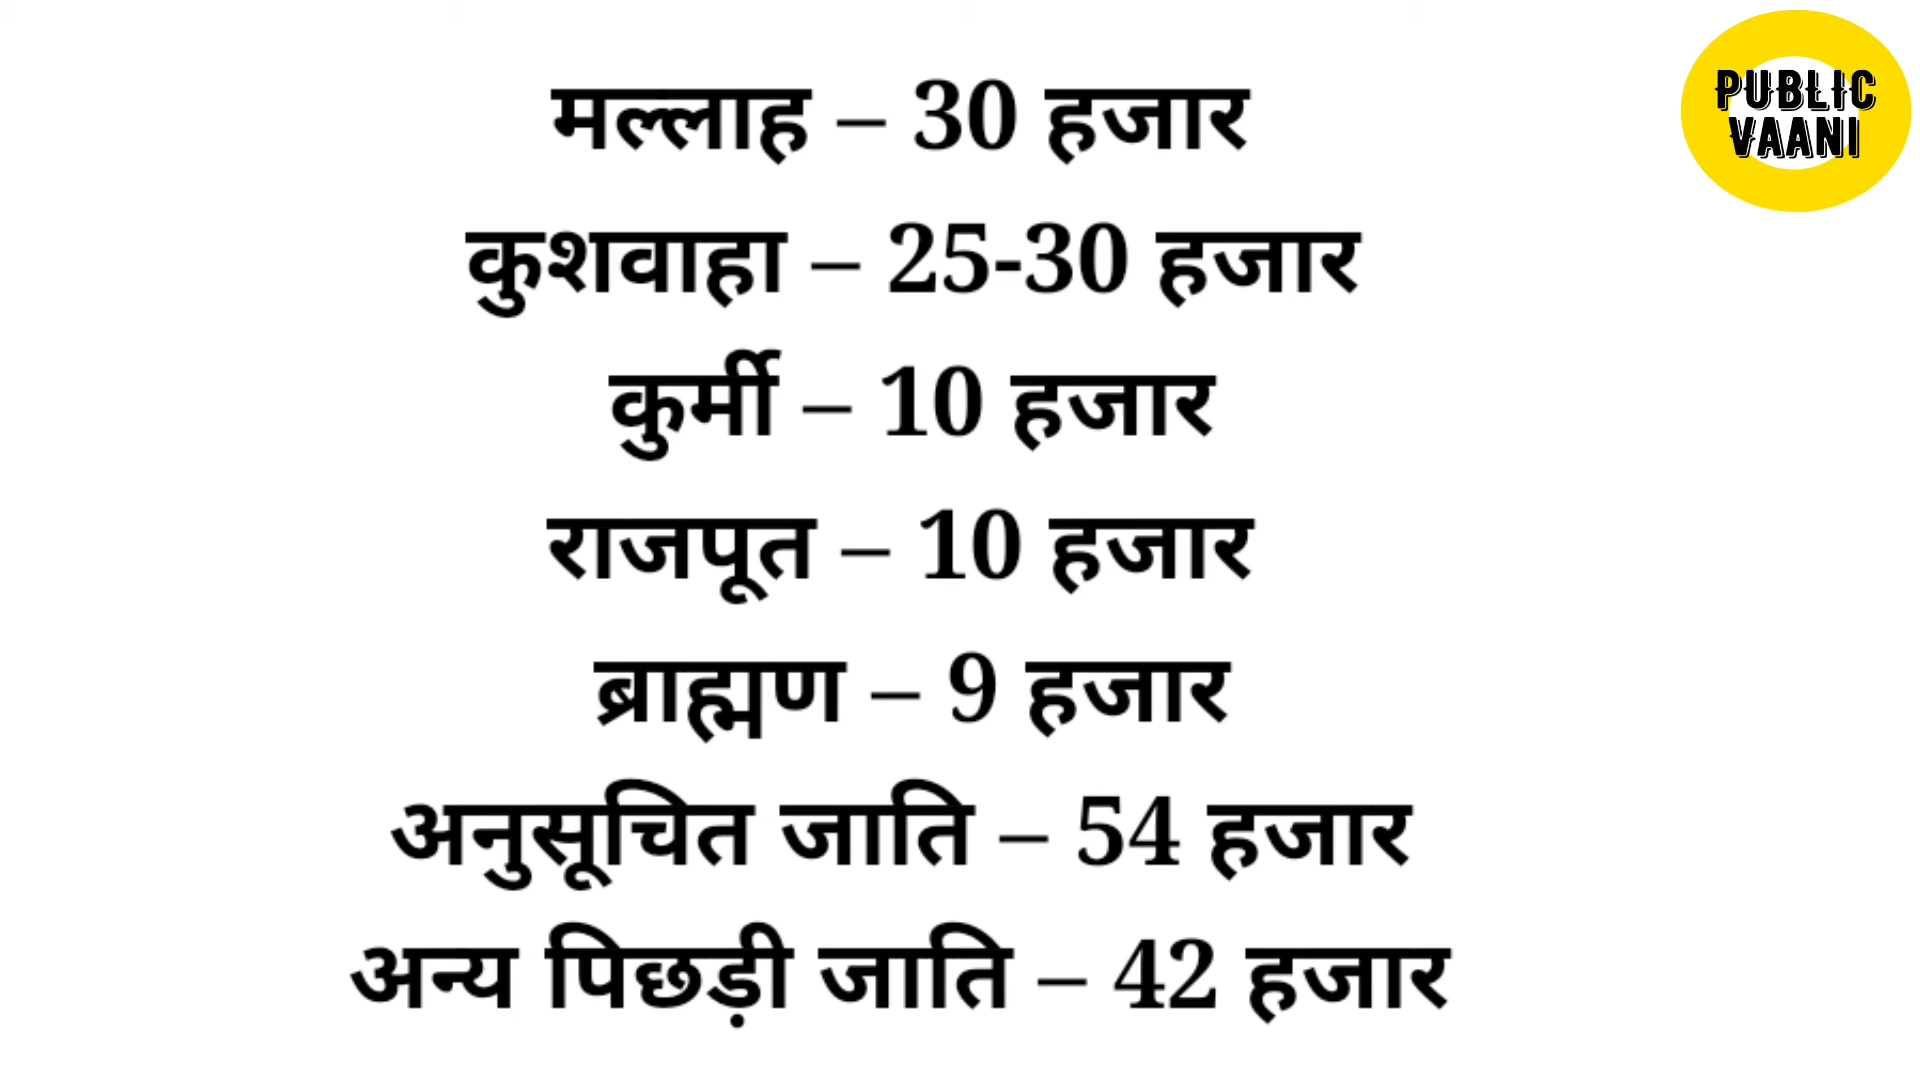 मल्लाह – 30 हजार
कुशवाहा – 25-30 हजार
कुर्मी – 10 हजार
राजपूत – 10 हजार
ब्राह्मण – 9 हजार
अनुसूचित जाति – 54 हजार
अन्य पिछड़ी जाति – 42 हजार
PUBLIC
VAANI